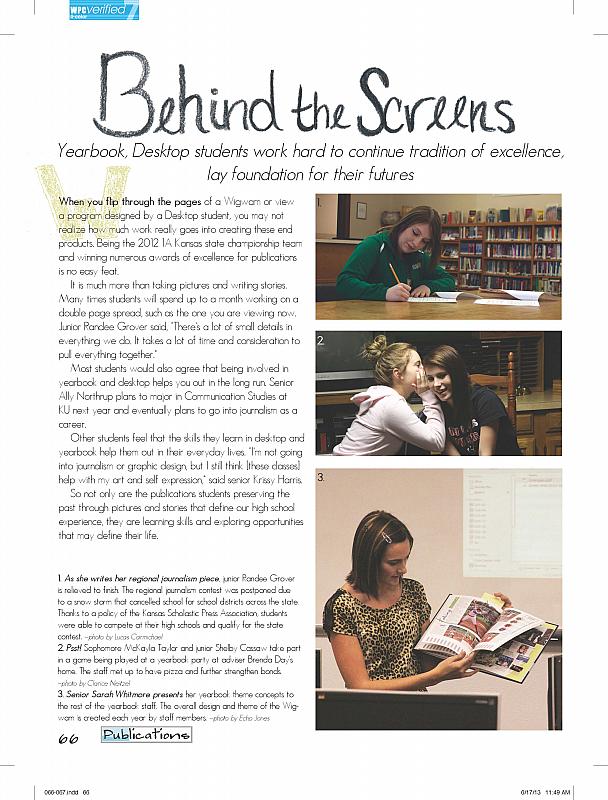 WPC verified 7
4-color
Behind the Screens
Yearbook, Desktop students work hard to continue tradition of excellence,
lay foundation for their futures
W
When you flip through the pages of a Wigwam or view
a program designed by a Desktop student, you may not
realize how much work really goes into creating these end
products. Being the 2012 1A Kansas state championship team
and winning numerous awards of excellence for publications
is no easy feat.
It is much more than taking pictures and writing stories.
Many times students will spend up to a month working on a
double page spread, such as the one you are viewing now.
Junior Randee Grover said, "There's a lot of small details in
everything we do. It takes a lot of time and consideration to
pull everything together."
Most students would also agree that being involved in
yearbook and desktop helps you out in the long run. Senior
Ally Northrup plans to major in Communication Studies at
KU next year and eventually plans to go into journalism as a
career.
Other students feel that the skills they learn in desktop and
yearbook help them out in their everyday lives. "I'm not going
into journalism or graphic design, but I still think [these classes]
help with my art and self expression," said senior Krissy Harris.
So not only are the publications students preserving the
past through pictures and stories that define our high school
experience, they are learning skills and exploring opportunities
that may define their life.
1.
2.
3.
1. As she writes her regional journalism piece, junior Randee Grover
is relieved to finish. The regional journalism contest was postponed due
to a snow storm that cancelled school for school districts across the state.
Thanks to a policy of the Kansas Scholastic Press Association, students
were able to compete at their high schools and qualify for the state
contest. ~photo by Lucas Carmichael
2. Psst! Sophomore McKayla Taylor and junior Shelby Cassaw take part
in a game being played at a yearbook party at adviser Brenda Day's
home. The staff met up to have pizza and further strengthen bonds.
~photo by Clarice Neitzel
3. Senior Sarah Whitmore presents her yearbook theme concepts to
the rest of the yearbook staff. The overall design and theme of the Wig-
wam is created each year by staff members. ~photo by Echo Jones
66 Publications
066-067.indd 66
6/17/13 11:49 AM